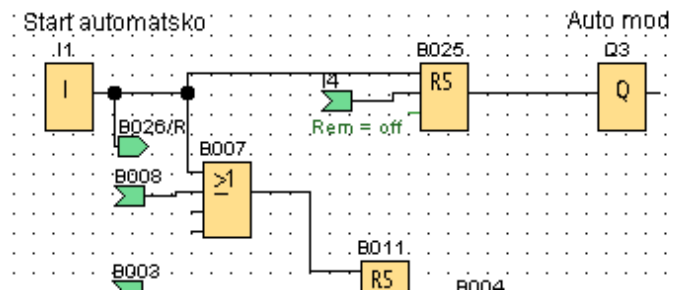 Start automatsko
Auto mod
I1
B025
Q3
I
RS
I4
Q
B026/R
Rem = off
B007
≥1
B008
B011
B003
RS
B004